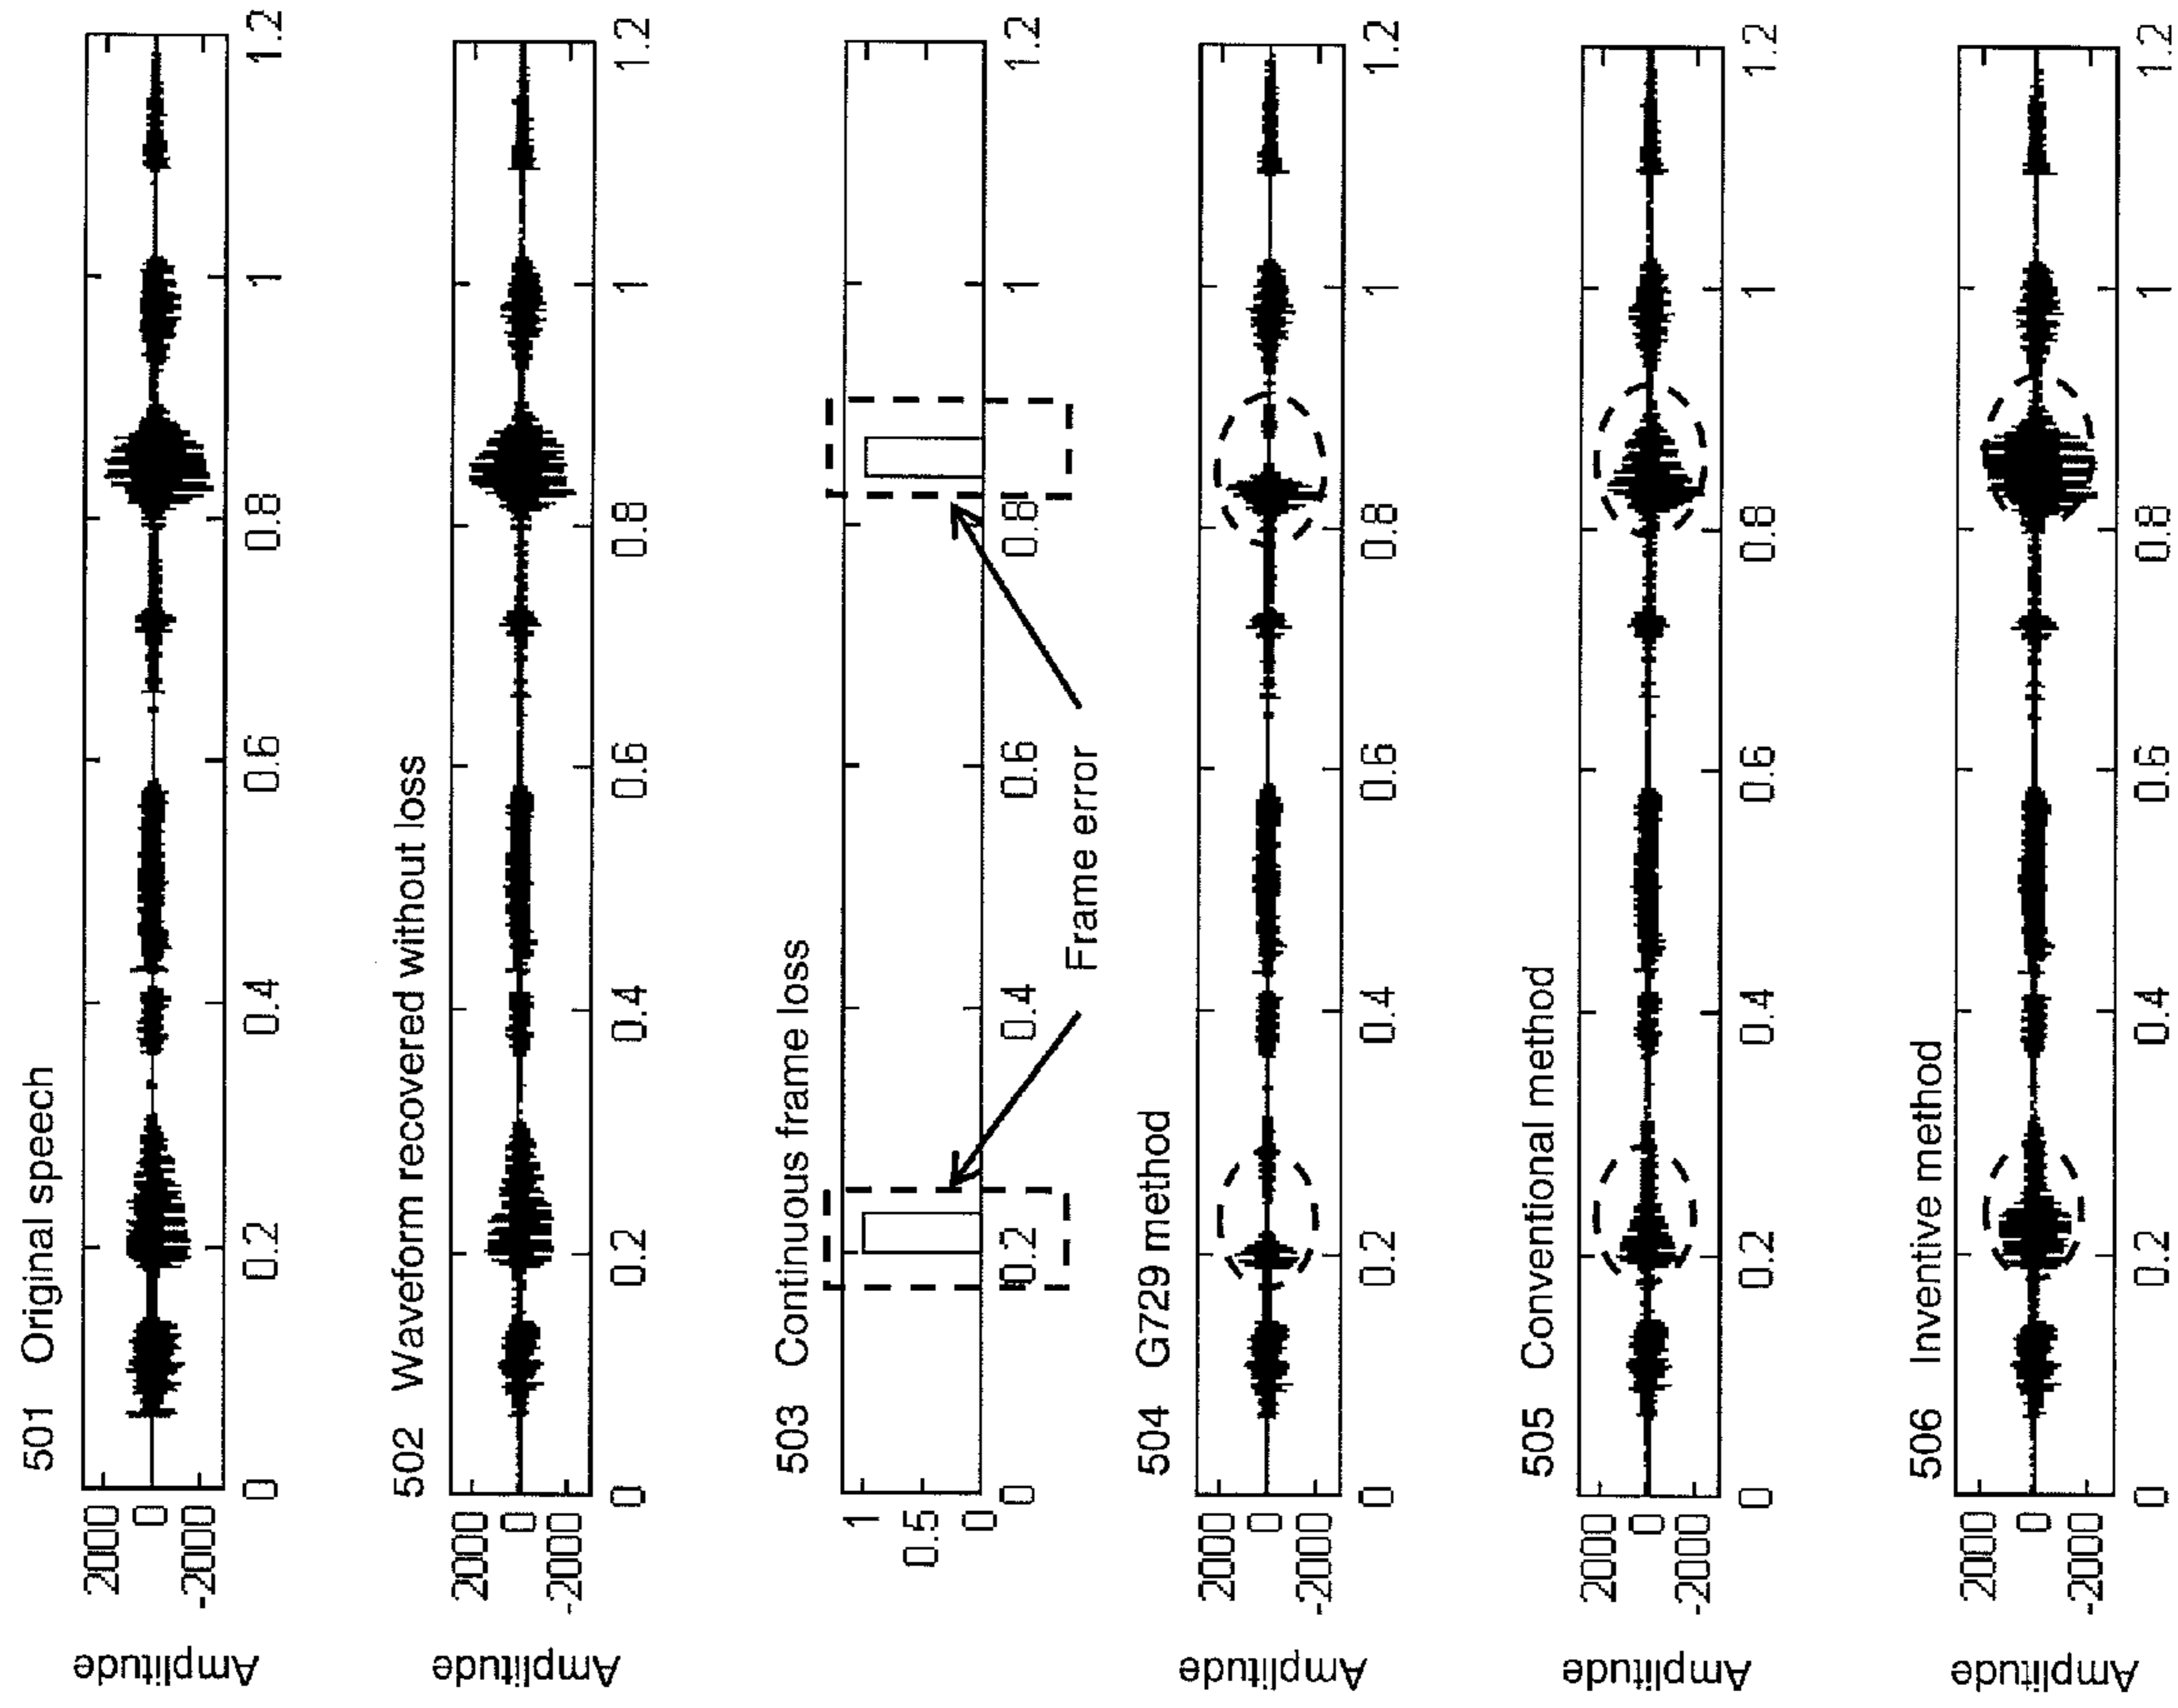 501 Original speech
Amplitude
2000
0
-2000
0 0.2 0.4 0.6 0.8 1 1.2
502 Waveform recovered without loss
Amplitude
2000
0
-2000
0 0.2 0.4 0.6 0.8 1 1.2
503 Continuous frame loss
1
0.5
0
0 0.2 0.4 0.6 0.8 1 1.2
Frame error
504 G729 method
Amplitude
2000
0
-2000
0 0.2 0.4 0.6 0.8 1 1.2
505 Conventional method
Amplitude
2000
0
-2000
0 0.2 0.4 0.6 0.8 1 1.2
506 Inventive method
Amplitude
2000
0
-2000
0 0.2 0.4 0.6 0.8 1 1.2